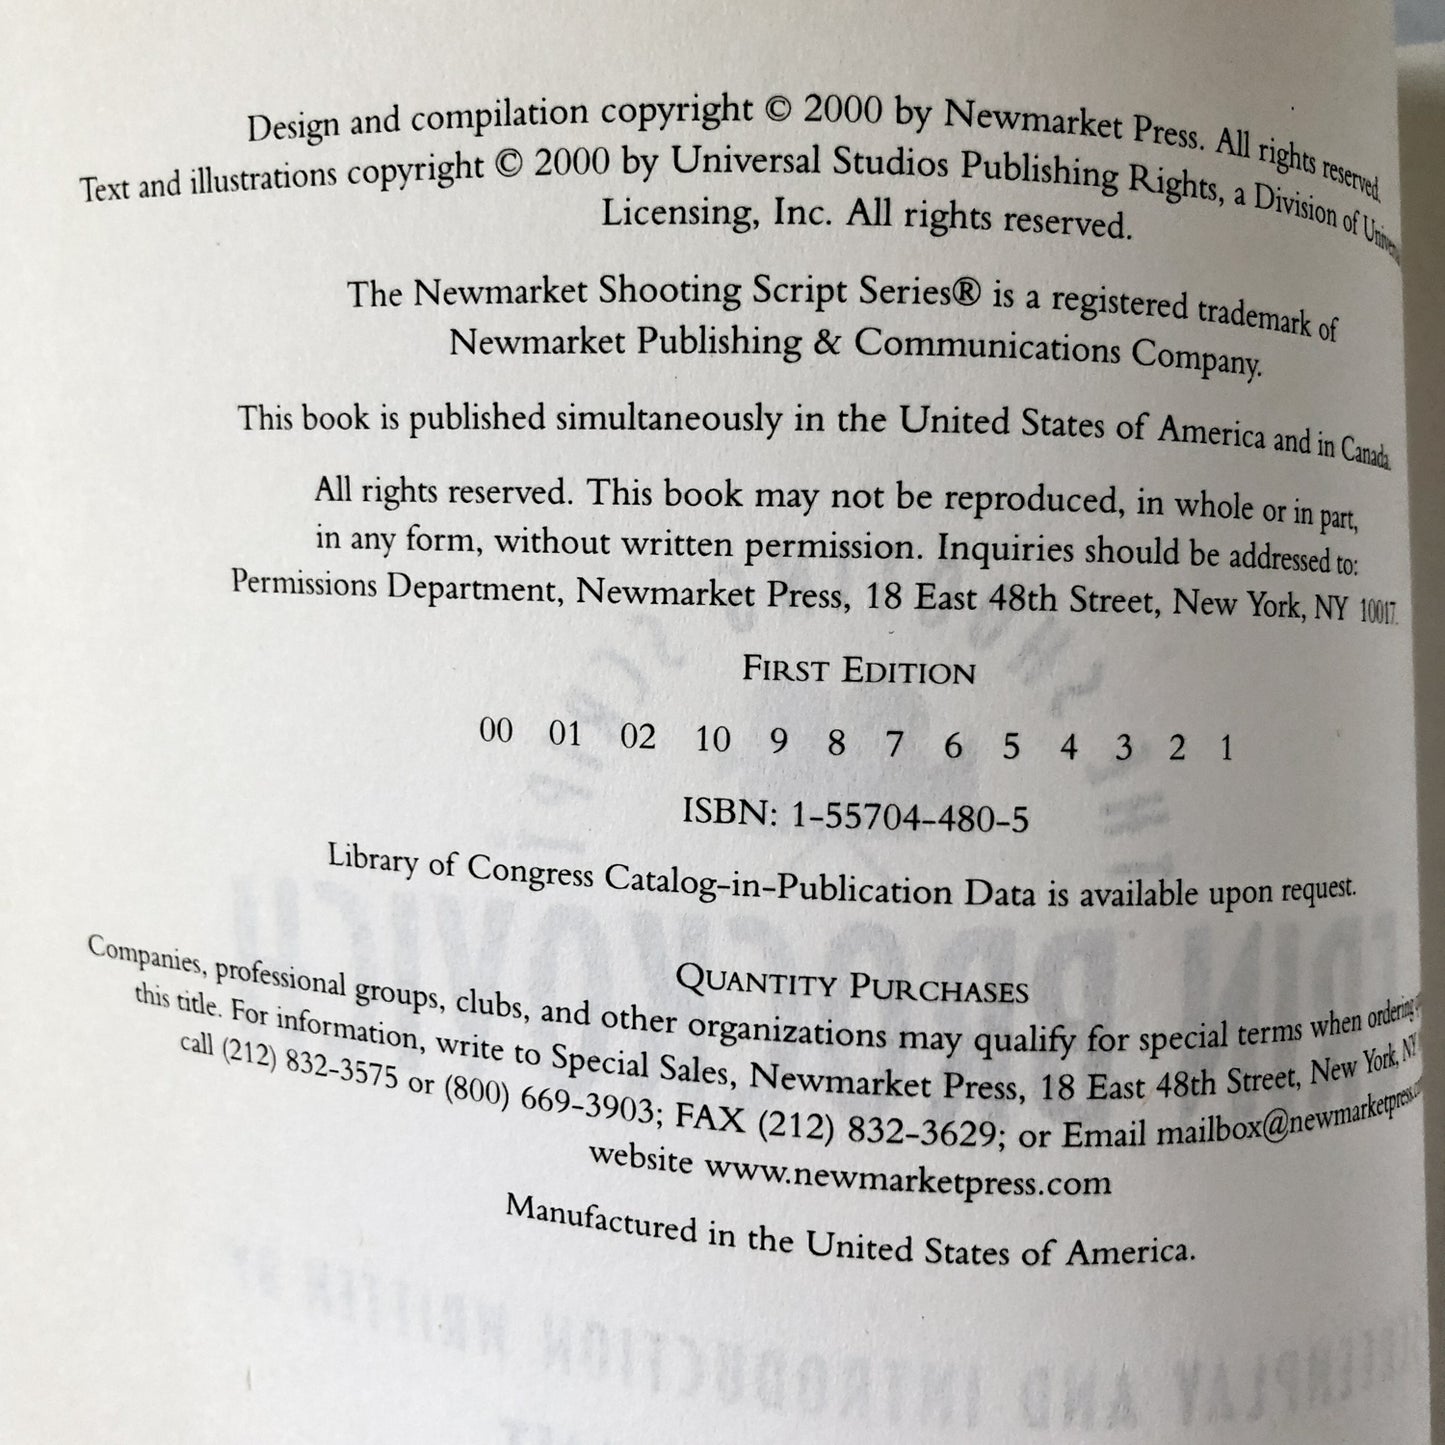 Design and compilation copyright © 2000 by Newmarket Press. All rights reserved.
Text and illustrations copyright © 2000 by Universal Studios Publishing Rights, a Division of
Licensing, Inc. All rights reserved.
The Newmarket Shooting Script Series® is a registered trademark of
Newmarket Publishing & Communications Company.
This book is published simultaneously in the United States of America and in Canada.
All rights reserved. This book may not be reproduced, in whole or in part,
in any form, without written permission. Inquiries should be addressed to:
Permissions Department, Newmarket Press, 18 East 48th Street, New York, NY 10017.
FIRST EDITION
00 01 02 10 9 8 7 6 5 4 3 2 1
ISBN: 1-55704-480-5
Library of Congress Catalog-in-Publication Data is available upon request.
QUANTITY PURCHASES
Companies, professional groups, clubs, and other organizations may qualify for special terms when ordering
this title. For information, write to Special Sales, Newmarket Press, 18 East 48th Street, New York, NY
call (212) 832-3575 or (800) 669-3903; FAX (212) 832-3629; or Email mailbox@newmarketpress.com
website www.newmarketpress.com
Manufactured in the United States of America.